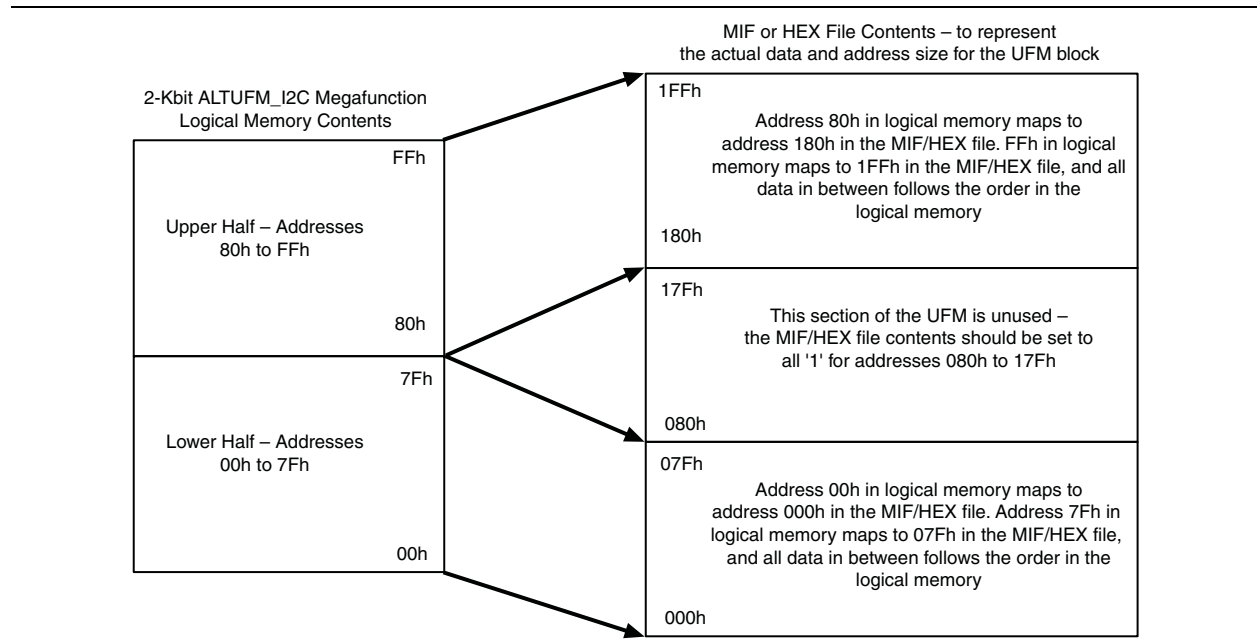 2-Kbit ALTUFM_I2C Megafunction
Logical Memory Contents
FFh
Upper Half – Addresses
80h to FFh
80h
7Fh
Lower Half – Addresses
00h to 7Fh
00h
MIF or HEX File Contents – to represent
the actual data and address size for the UFM block
1FFh
Address 80h in logical memory maps to
address 180h in the MIF/HEX file. FFh in logical
memory maps to 1FFh in the MIF/HEX file, and all
data in between follows the order in the
logical memory
180h
17Fh
This section of the UFM is unused –
the MIF/HEX file contents should be set to
all '1' for addresses 080h to 17Fh
080h
07Fh
Address 00h in logical memory maps to
address 000h in the MIF/HEX file. Address 7Fh in
logical memory maps to 07Fh in the MIF/HEX file,
and all data in between follows the order in the
logical memory
000h